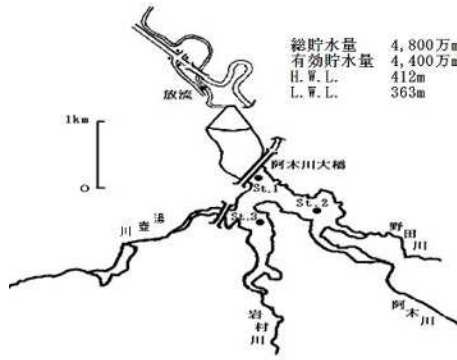 総貯水量 4,800万m
有効貯水量 4,400万m
H.W.L. 412m
L.W.L. 363m
放流
1km
0
阿木川大橋
St.1
St.2
St.3
湯壺川
野田川
阿木川
岩村川